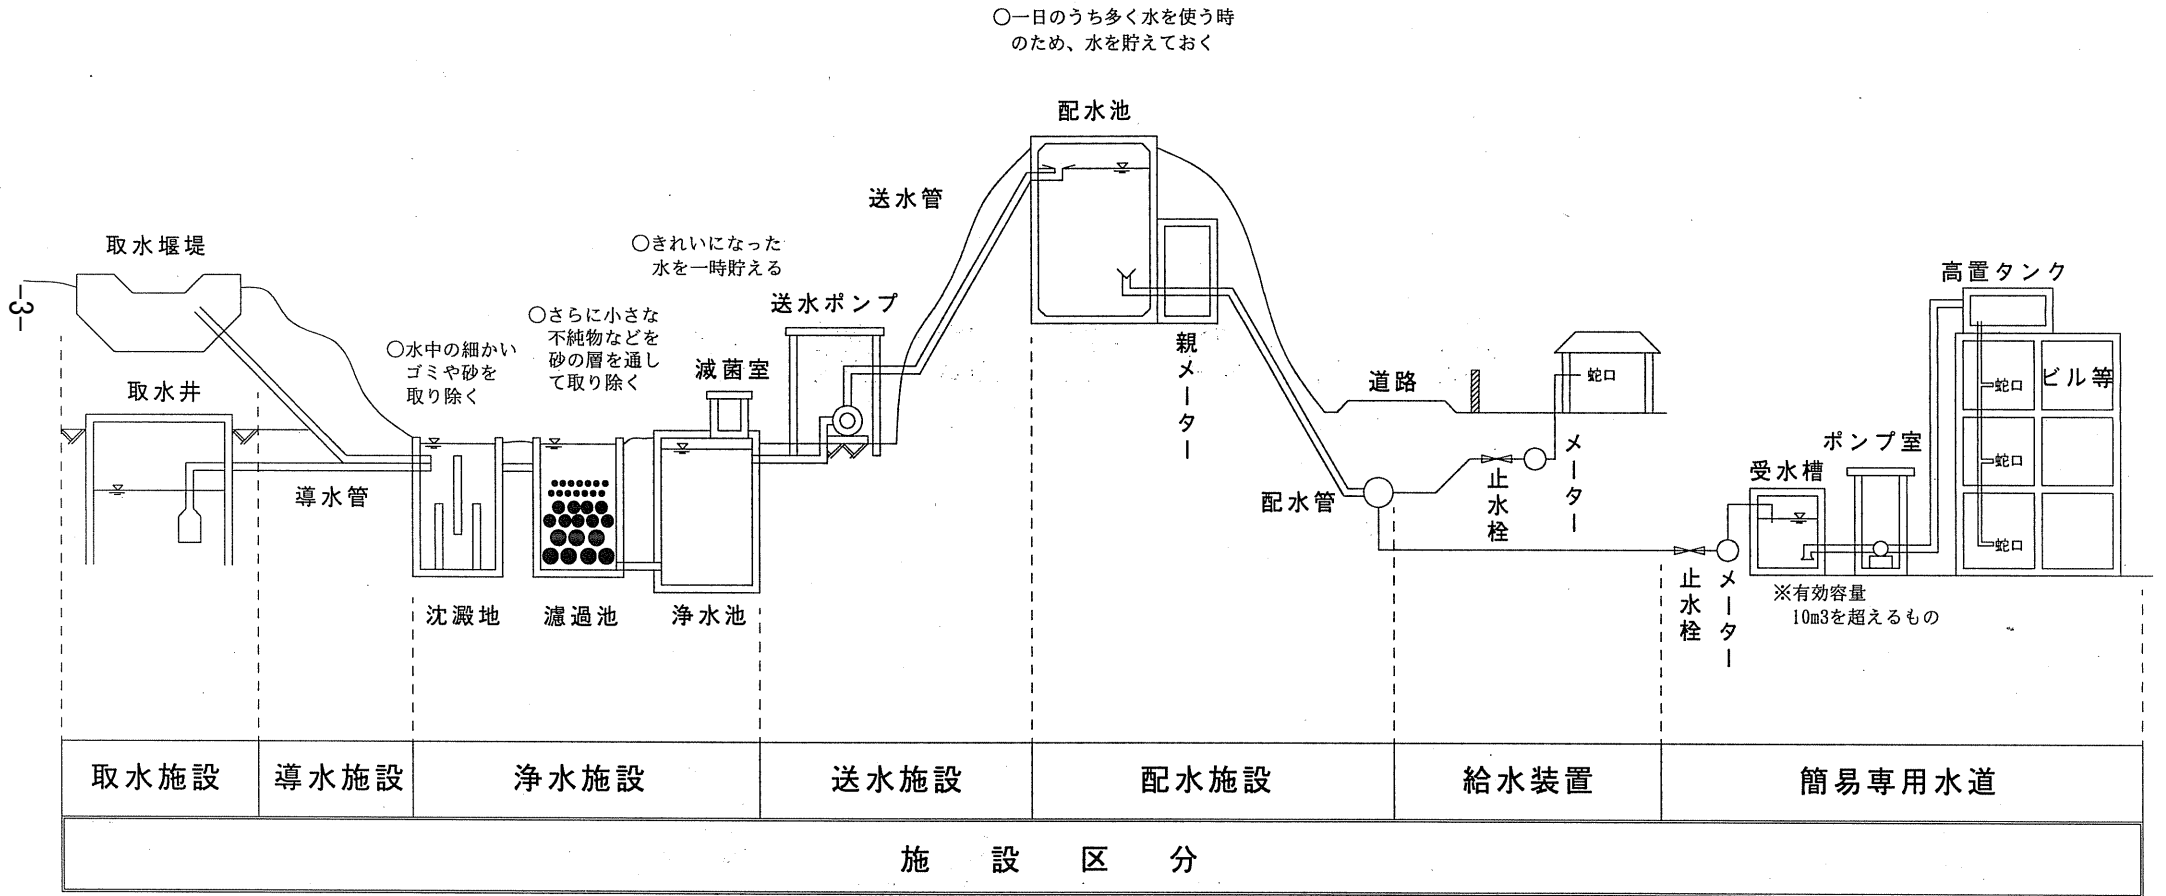 ○一日のうち多く水を使う時
のため、水を貯えておく
配水池
送水管
取水堰堤
○きれいになった
水を一時貯える
高置タンク
-3-
送水ポンプ
○さらに小さな
不純物などを
砂の層を通し
て取り除く
○水中の細かい
ゴミや砂を
取り除く
滅菌室
親メーター
道路
蛇口
取水井
蛇口
ビル等
メーター
ポンプ室
導水管
配水管
止水栓
受水槽
蛇口
蛇口
止水栓
メーター
※有効容量
10m3を超えるもの
沈澱地
濾過池
浄水池
取水施設
導水施設
浄水施設
送水施設
配水施設
給水装置
簡易専用水道
施設区分